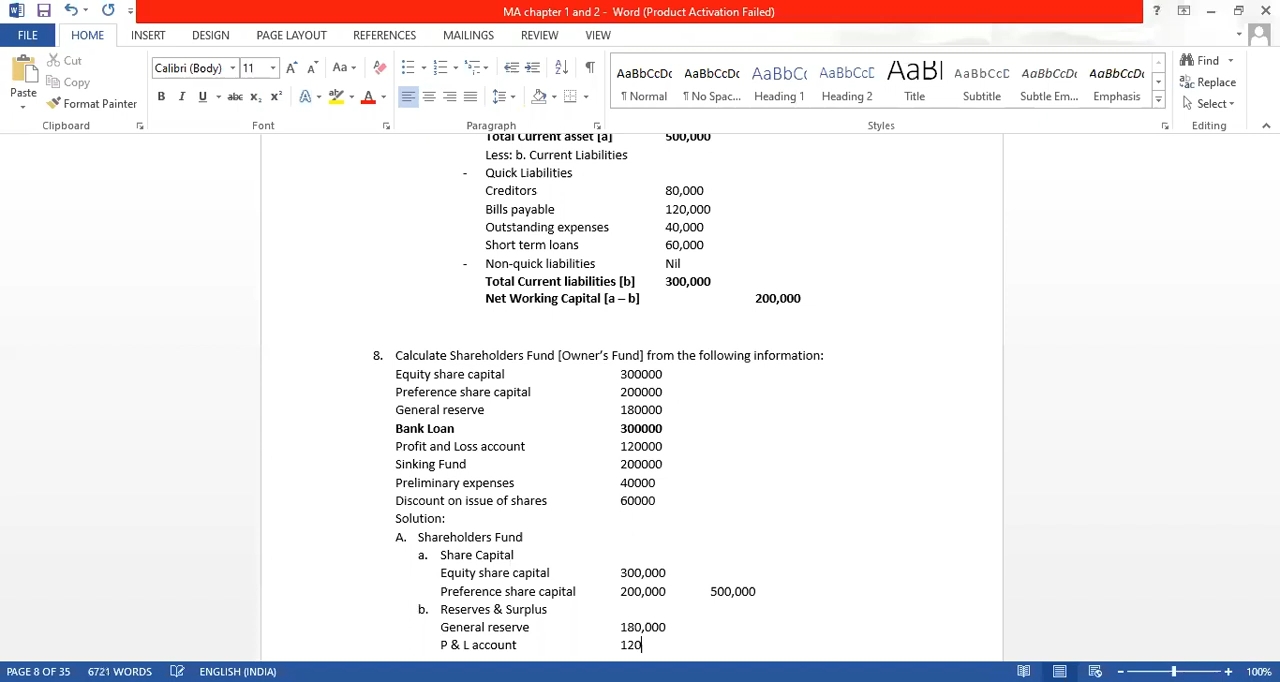 MA chapter 1 and 2 - Word (Product Activation Failed)
FILE HOME INSERT DESIGN PAGE LAYOUT REFERENCES MAILINGS REVIEW VIEW
Paste
Cut
Copy
Format Painter
Clipboard
Calibri (Body) 11
Font
Paragraph
AaBbCcDc AaBbCcDc AaBbCc AaBbCcD AaBl AaBbCcD AaBbCcDc AaBbCcDc
¶ Normal ¶ No Spac... Heading 1 Heading 2 Title Subtitle Subtle Em... Emphasis
Styles
Find
Replace
Select
Editing
Total Current asset [a] 500,000
Less: b. Current Liabilities
- Quick Liabilities
Creditors 80,000
Bills payable 120,000
Outstanding expenses 40,000
Short term loans 60,000
- Non-quick liabilities Nil
Total Current liabilities [b] 300,000
Net Working Capital [a – b] 200,000
8. Calculate Shareholders Fund [Owner’s Fund] from the following information:
Equity share capital 300000
Preference share capital 200000
General reserve 180000
Bank Loan 300000
Profit and Loss account 120000
Sinking Fund 200000
Preliminary expenses 40000
Discount on issue of shares 60000
Solution:
A. Shareholders Fund
a. Share Capital
Equity share capital 300,000
Preference share capital 200,000 500,000
b. Reserves & Surplus
General reserve 180,000
P & L account 120
PAGE 8 OF 35 6721 WORDS ENGLISH (INDIA) 100%